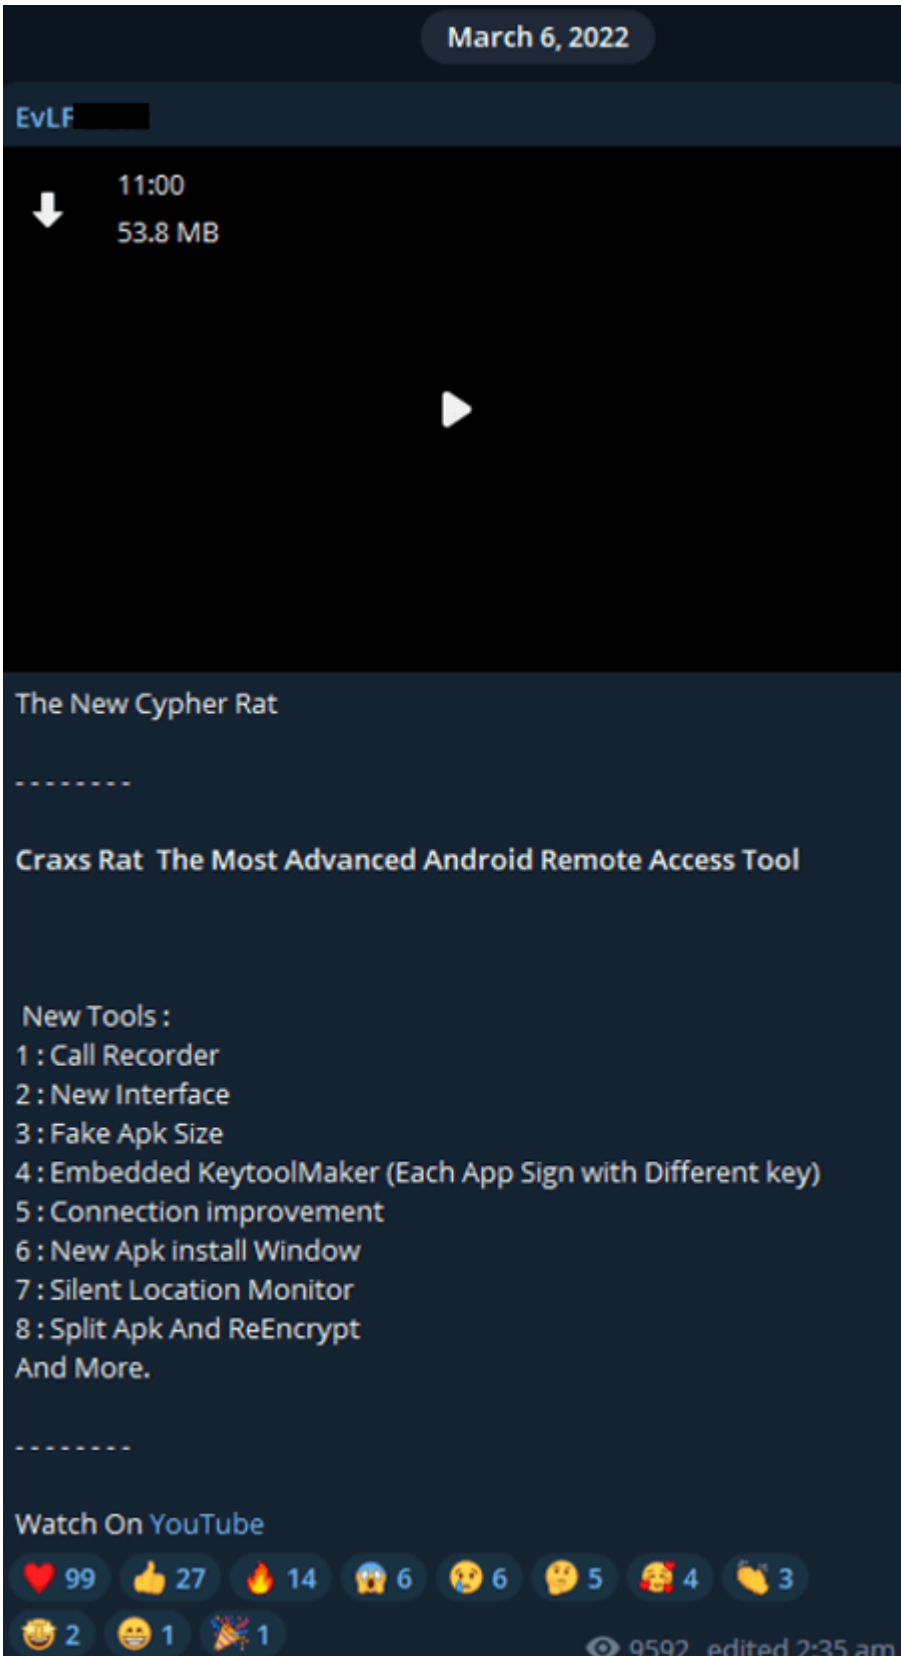 March 6, 2022
EvLF
11:00
53.8 MB
The New Cypher Rat
--------
Craxs Rat  The Most Advanced Android Remote Access Tool
New Tools :
1 : Call Recorder
2 : New Interface
3 : Fake Apk Size
4 : Embedded KeytoolMaker (Each App Sign with Different key)
5 : Connection improvement
6 : New Apk install Window
7 : Silent Location Monitor
8 : Split Apk And ReEncrypt
And More.
--------
Watch On YouTube
❤️ 99 👍 27 🔥 14 😱 6 😢 6 🤔 5 🥰 4 👏 3
🤩 2 😁 1 🎉 1
9592 edited 2:35 am